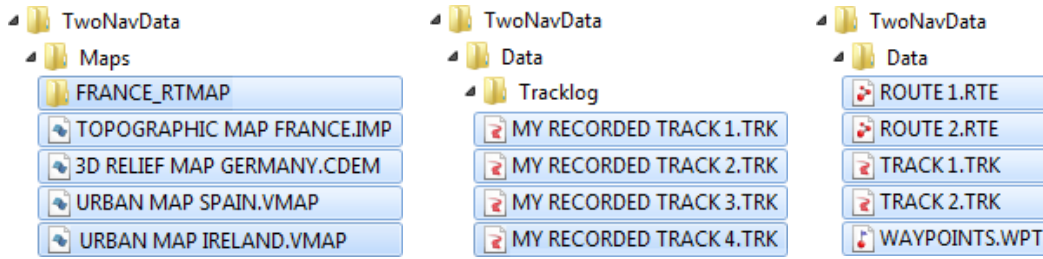 TwoNavData
Maps
FRANCE_RTMAP
TOPOGRAPHIC MAP FRANCE.IMP
3D RELIEF MAP GERMANY.CDEM
URBAN MAP SPAIN.VMAP
URBAN MAP IRELAND.VMAP
TwoNavData
Data
Tracklog
MY RECORDED TRACK 1.TRK
MY RECORDED TRACK 2.TRK
MY RECORDED TRACK 3.TRK
MY RECORDED TRACK 4.TRK
TwoNavData
Data
ROUTE 1.RTE
ROUTE 2.RTE
TRACK 1.TRK
TRACK 2.TRK
WAYPOINTS.WPT